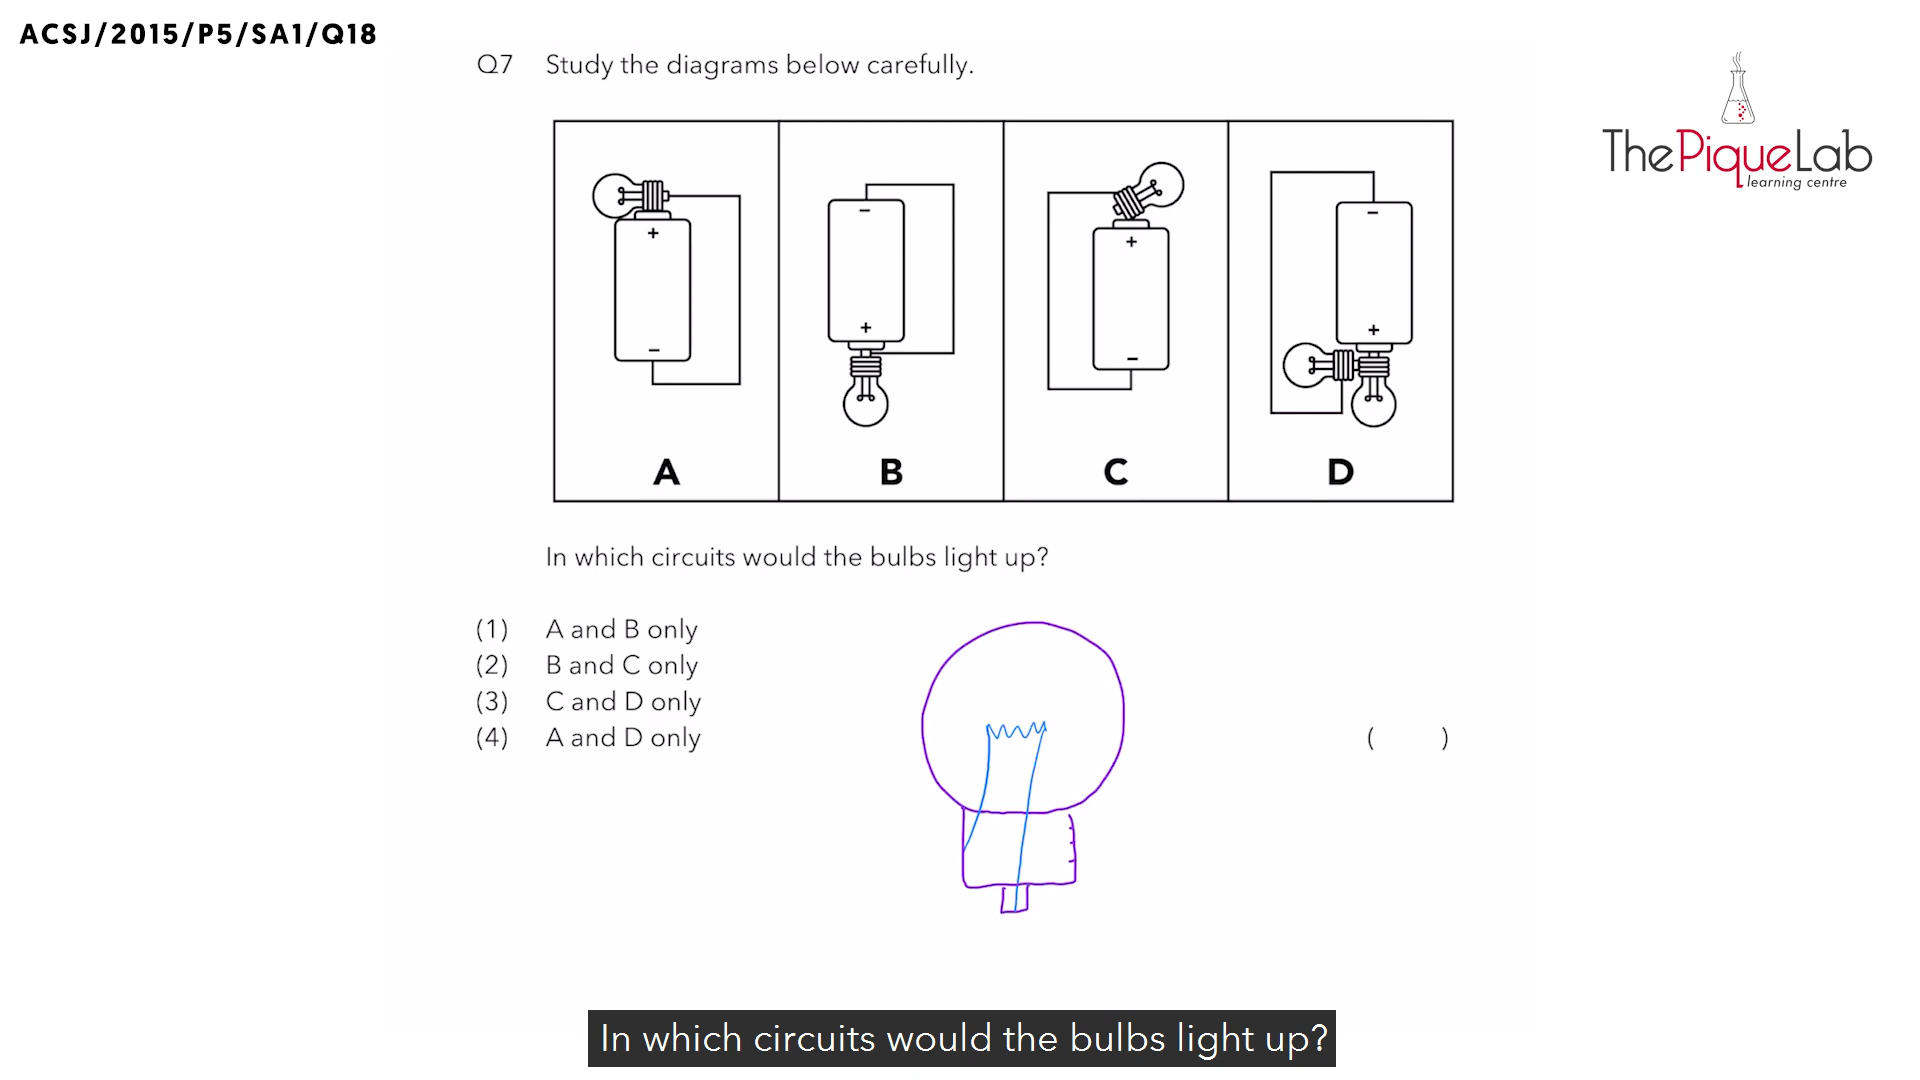 ACSJ/2015/P5/SA1/Q18
Q7 Study the diagrams below carefully.
ThePiqueLab
learning centre
+
−
A
−
+
B
+
−
C
−
+
D
In which circuits would the bulbs light up?
(1) A and B only
(2) B and C only
(3) C and D only
(4) A and D only
( )
In which circuits would the bulbs light up?